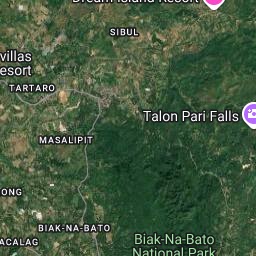 Dream Island Resort
SIBUL
villas
esort
TARTARO
Talon Pari Falls
MASALIPIT
ONG
BIAK-NA-BATO
ACALAG
Biak-Na-Bato
National Park